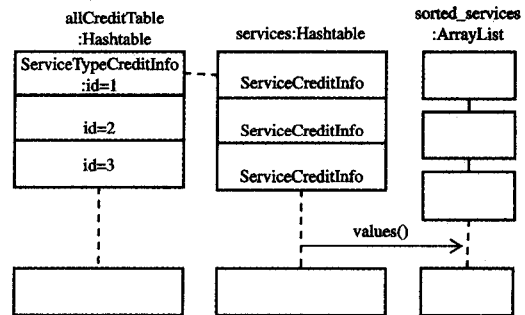 allCreditTable
:Hashtable
services:Hashtable
sorted_services
:ArrayList
ServiceTypeCreditInfo
:id=1
id=2
id=3
ServiceCreditInfo
ServiceCreditInfo
ServiceCreditInfo
values()